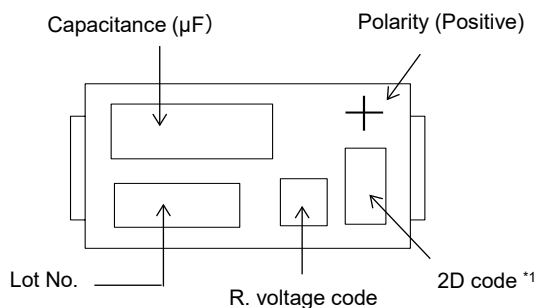 Capacitance (μF)
Polarity (Positive)
+
Lot No.
R. voltage code
2D code *1